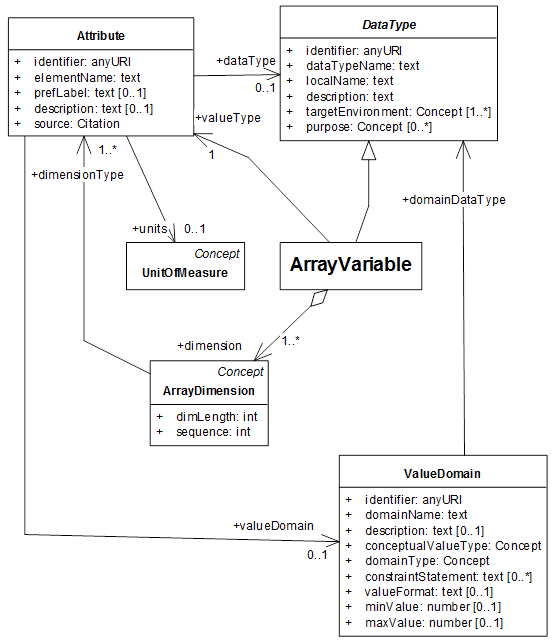 Attribute
+ identifier: anyURI
+ elementName: text
+ prefLabel: text [0..1]
+ description: text [0..1]
+ source: Citation
DataType
+ identifier: anyURI
+ dataTypeName: text
+ localName: text
+ description: text
+ targetEnvironment: Concept [1..*]
+ purpose: Concept [0..*]
+dataType
0..1
+valueType
1
1..*
+dimensionType
+units
0..1
+domainDataType
Concept
UnitOfMeasure
ArrayVariable
+dimension
1..*
Concept
ArrayDimension
+ dimLength: int
+ sequence: int
+valueDomain
0..1
ValueDomain
+ identifier: anyURI
+ domainName: text
+ description: text [0..1]
+ conceptualValueType: Concept
+ domainType: Concept
+ constraintStatement: text [0..*]
+ valueFormat: text [0..1]
+ minValue: number [0..1]
+ maxValue: number [0..1]